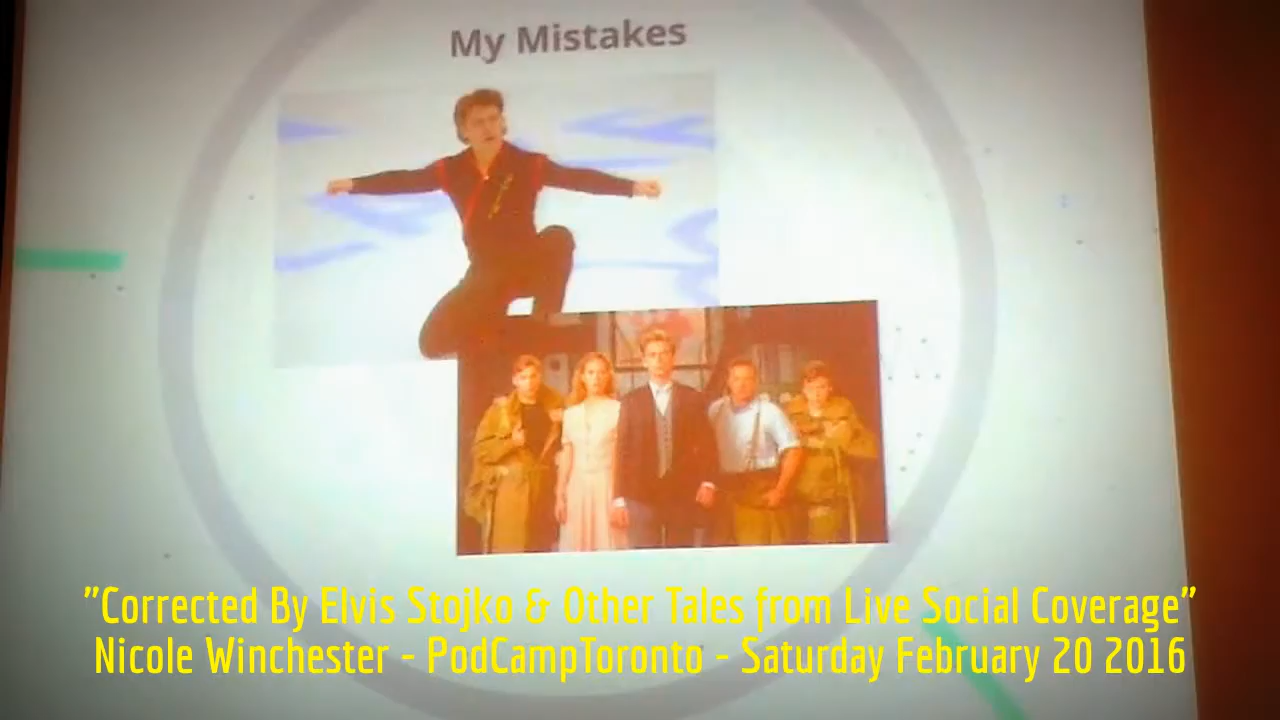 My Mistakes
"Corrected By Elvis Stojko & Other Tales from Live Social Coverage"
Nicole Winchester - PodCampToronto - Saturday February 20 2016